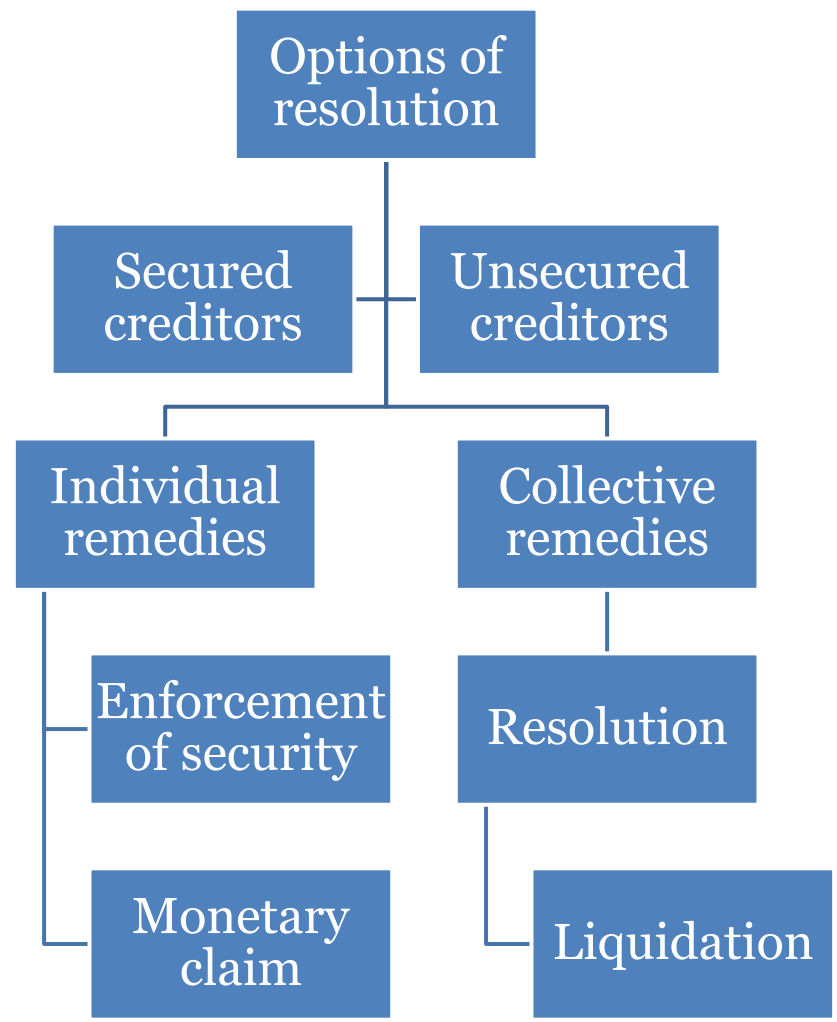 Options of
resolution
Secured
creditors
Unsecured
creditors
Individual
remedies
Collective
remedies
Enforcement
of security
Resolution
Monetary
claim
Liquidation